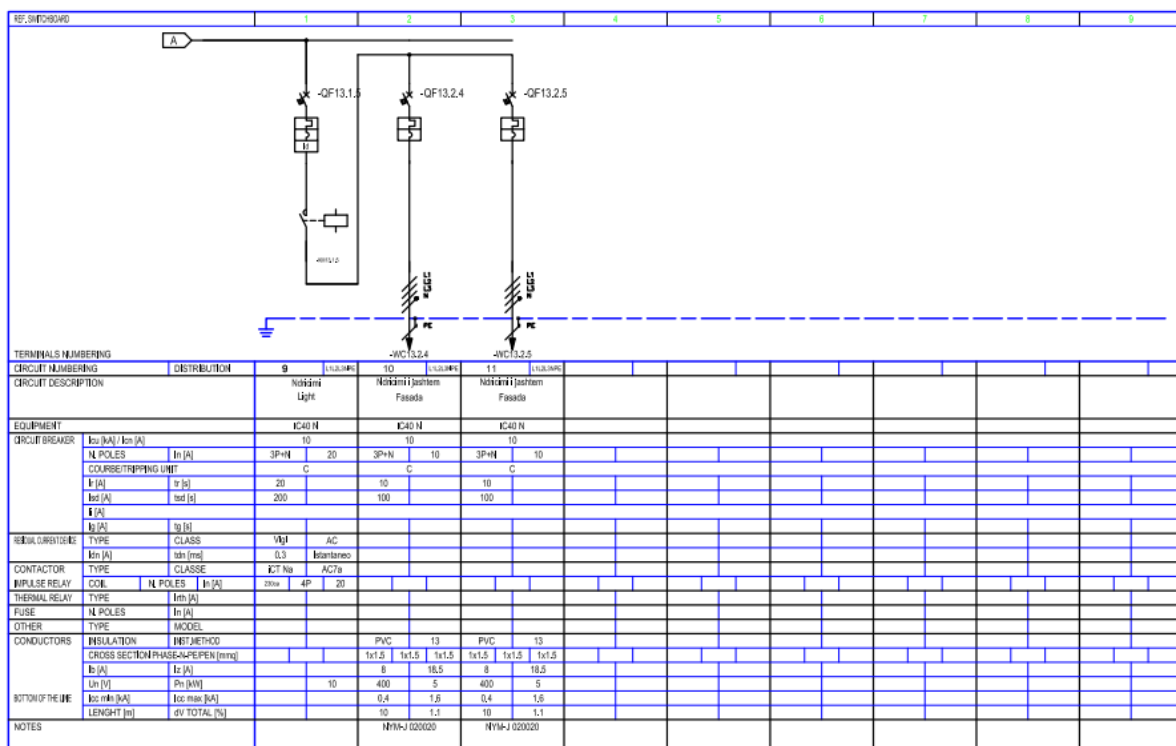 REF. SWITCHBOARD 1 2 3 4 5 6 7 8 9
A
-QF13.1.5 -QF13.2.4 -QF13.2.5
Id
N N
PE PE
TERMINALS NUMBERING -WC13.2.4 -WC13.2.5
CIRCUIT NUMBERING DISTRIBUTION 9 L1L2L3NPE 10 L1L2L3NPE 11 L1L2L3NPE
CIRCUIT DESCRIPTION Ndricimi Ndricimi i Jashtem Ndricimi i Jashtem
Light Fasada Fasada
EQUIPMENT iC40 N iC40 N iC40 N
CIRCUIT BREAKER Icu [kA] / Icn [A] 10 10 10
N. POLES In [A] 3P+N 20 3P+N 10 3P+N 10
COURBE/TRIPPING UNIT C C C
Ir [A] tr [s] 20 10 10
Isd [A] tsd [s] 200 100 100
Ii [A]
Ig [A] tg [s]
RESIDUAL CURRENT DEVICE TYPE CLASS Vigi AC
Idn [A] tdn [ms] 0,3 Istantaneo
CONTACTOR TYPE CLASSE iCT Na AC7a
IMPULSE RELAY COIL N. POLES In [A] 4P 20
THERMAL RELAY TYPE Irth [A]
FUSE N. POLES In [A]
OTHER TYPE MODEL
CONDUCTORS INSULATION INST.METHOD PVC 13 PVC 13
CROSS SECTION PHASE-N-PE/PEN [mmq] 1x1.5 1x1.5 1x1.5 1x1.5 1x1.5 1x1.5
Ib [A] Iz [A] 8 18.5 8 18.5
Un [V] Pn [kW] 10 400 5 400 5
BOTTOM OF THE LINE Icc min [kA] Icc max [kA] 0,4 1,6 0,4 1,6
LENGHT [m] dV TOTAL [%] 10 1.1 10 1.1
NOTES NYM-J 020020 NYM-J 020020